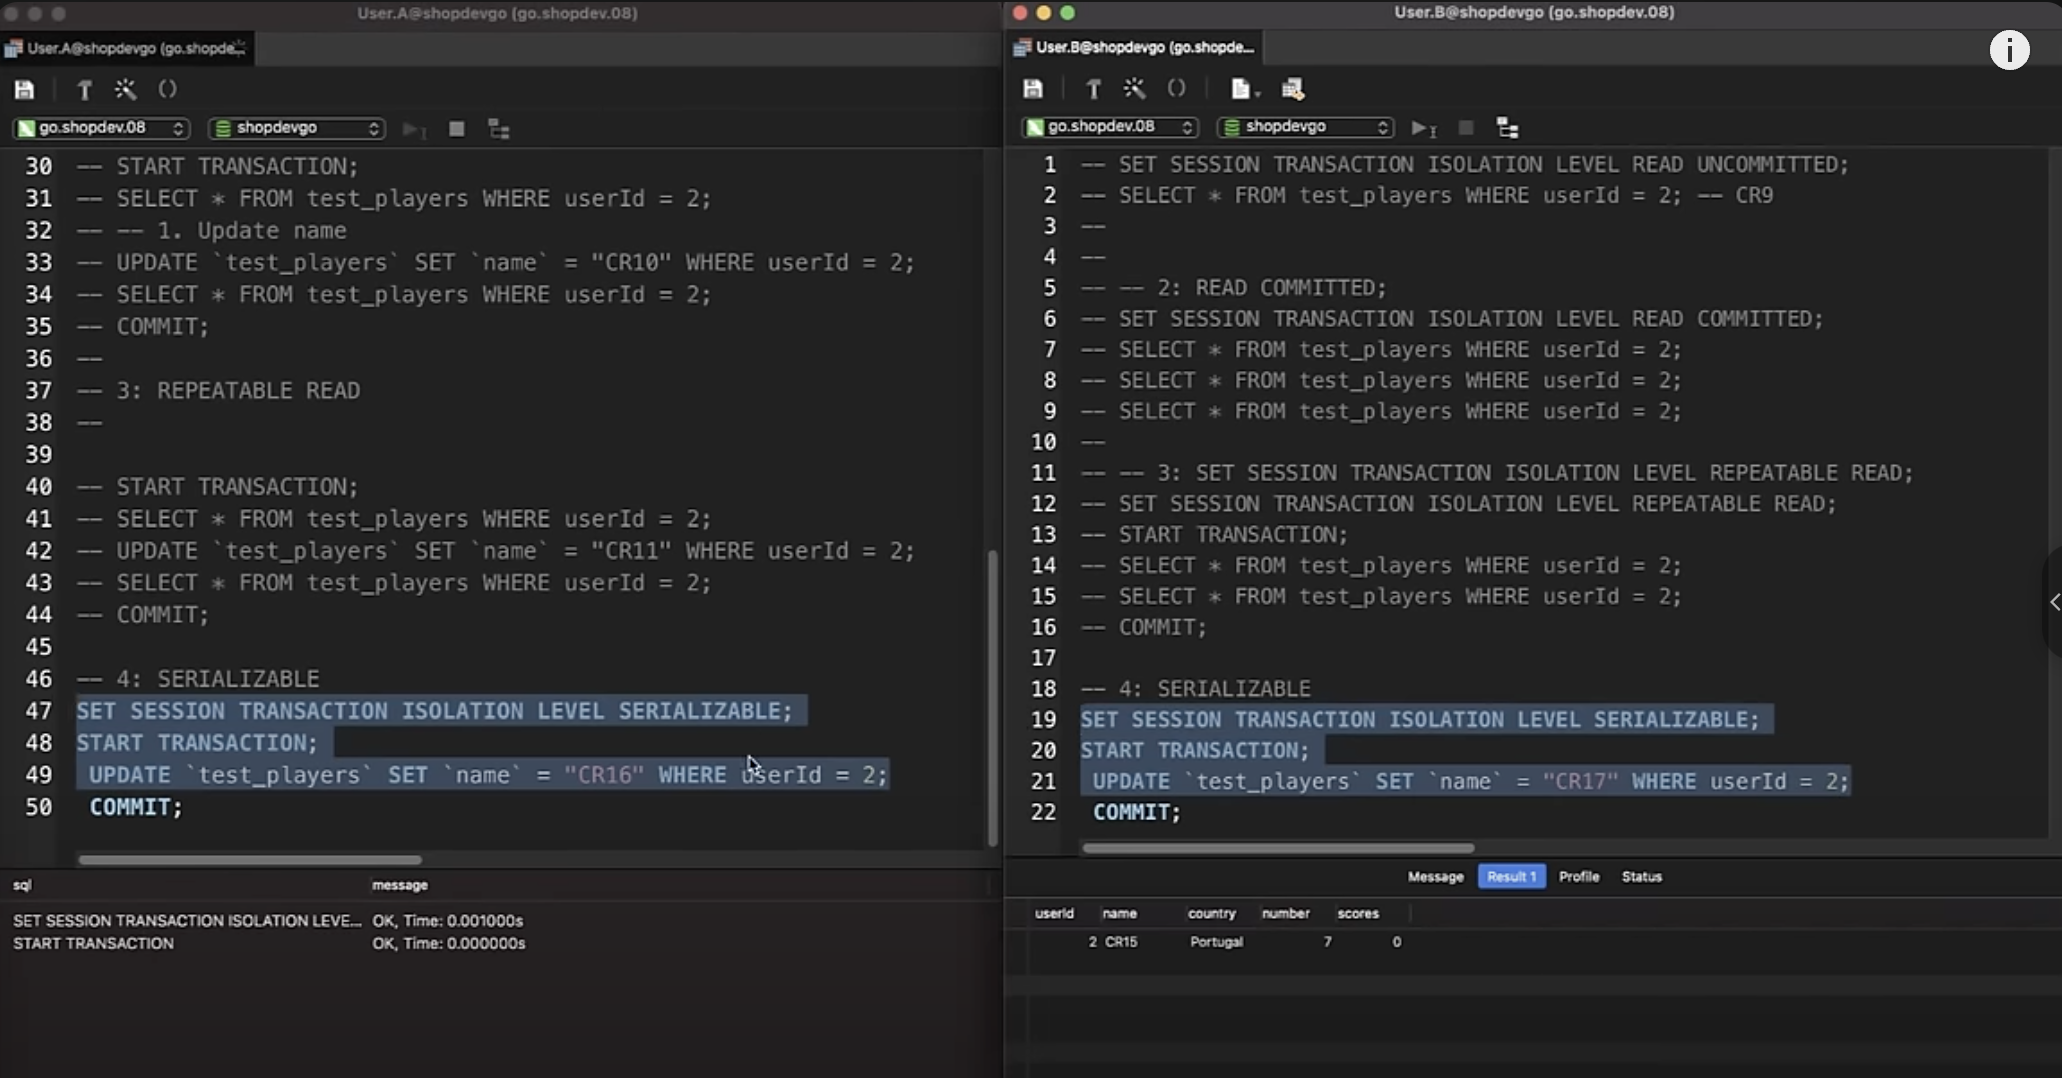 User.A@shopdevgo (go.shopdev.08)
User.A@shopdevgo (go.shopde...
go.shopdev.08
shopdevgo
30 -- START TRANSACTION;
31 -- SELECT * FROM test_players WHERE userId = 2;
32 -- -- 1. Update name
33 -- UPDATE `test_players` SET `name` = "CR10" WHERE userId = 2;
34 -- SELECT * FROM test_players WHERE userId = 2;
35 -- COMMIT;
36 --
37 -- 3: REPEATABLE READ
38 --
39
40 -- START TRANSACTION;
41 -- SELECT * FROM test_players WHERE userId = 2;
42 -- UPDATE `test_players` SET `name` = "CR11" WHERE userId = 2;
43 -- SELECT * FROM test_players WHERE userId = 2;
44 -- COMMIT;
45
46 -- 4: SERIALIZABLE
47 SET SESSION TRANSACTION ISOLATION LEVEL SERIALIZABLE;
48 START TRANSACTION;
49 UPDATE `test_players` SET `name` = "CR16" WHERE userId = 2;
50 COMMIT;
sql message
SET SESSION TRANSACTION ISOLATION LEVE... OK, Time: 0.001000s
START TRANSACTION OK, Time: 0.000000s
User.B@shopdevgo (go.shopdev.08)
User.B@shopdevgo (go.shopde...
go.shopdev.08
shopdevgo
1 -- SET SESSION TRANSACTION ISOLATION LEVEL READ UNCOMMITTED;
2 -- SELECT * FROM test_players WHERE userId = 2; -- CR9
3 --
4 --
5 -- -- 2: READ COMMITTED;
6 -- SET SESSION TRANSACTION ISOLATION LEVEL READ COMMITTED;
7 -- SELECT * FROM test_players WHERE userId = 2;
8 -- SELECT * FROM test_players WHERE userId = 2;
9 -- SELECT * FROM test_players WHERE userId = 2;
10 --
11 -- -- 3: SET SESSION TRANSACTION ISOLATION LEVEL REPEATABLE READ;
12 -- SET SESSION TRANSACTION ISOLATION LEVEL REPEATABLE READ;
13 -- START TRANSACTION;
14 -- SELECT * FROM test_players WHERE userId = 2;
15 -- SELECT * FROM test_players WHERE userId = 2;
16 -- COMMIT;
17
18 -- 4: SERIALIZABLE
19 SET SESSION TRANSACTION ISOLATION LEVEL SERIALIZABLE;
20 START TRANSACTION;
21 UPDATE `test_players` SET `name` = "CR17" WHERE userId = 2;
22 COMMIT;
Message Result 1 Profile Status
userId name country number scores
2 CR15 Portugal 7 0